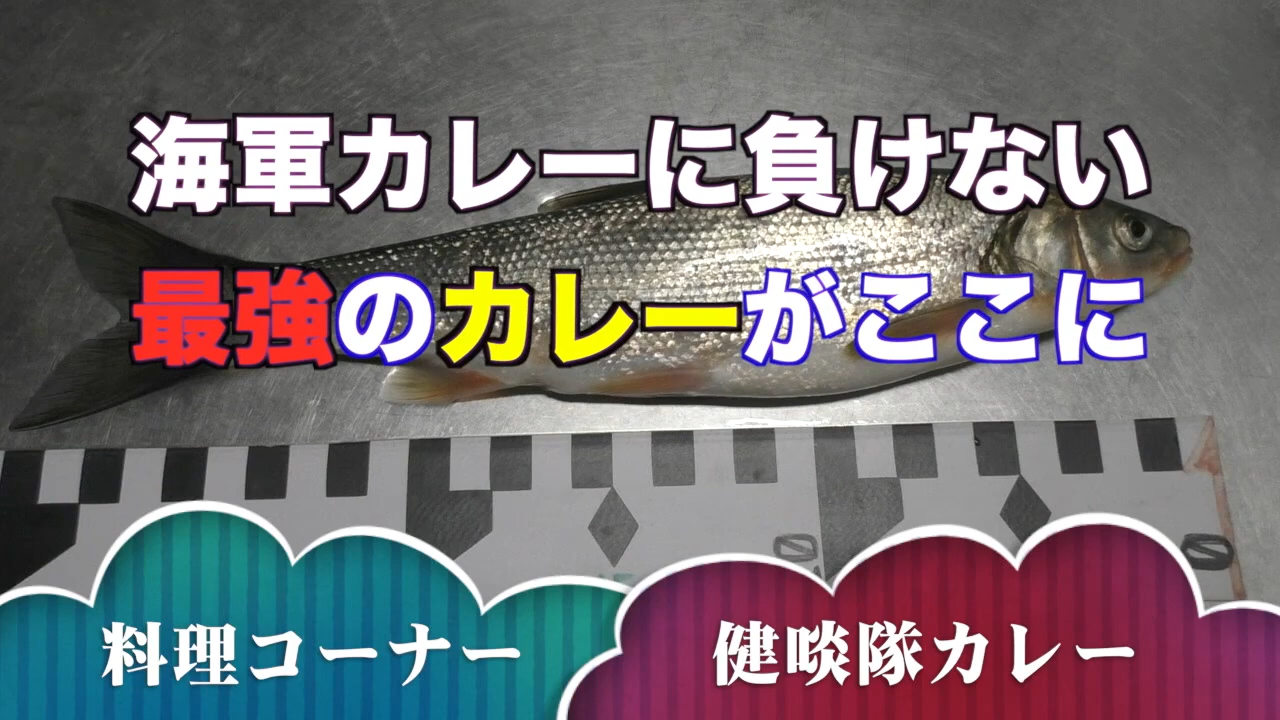 海軍カレーに負けない
最強のカレーがここに
料理コーナー
健啖隊カレー